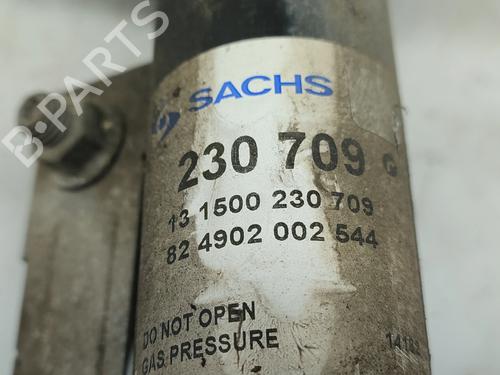 B-PARTS
SACHS
230 709 G
13 1500 230 709
82 4902 002 544
DO NOT OPEN
GAS PRESSURE